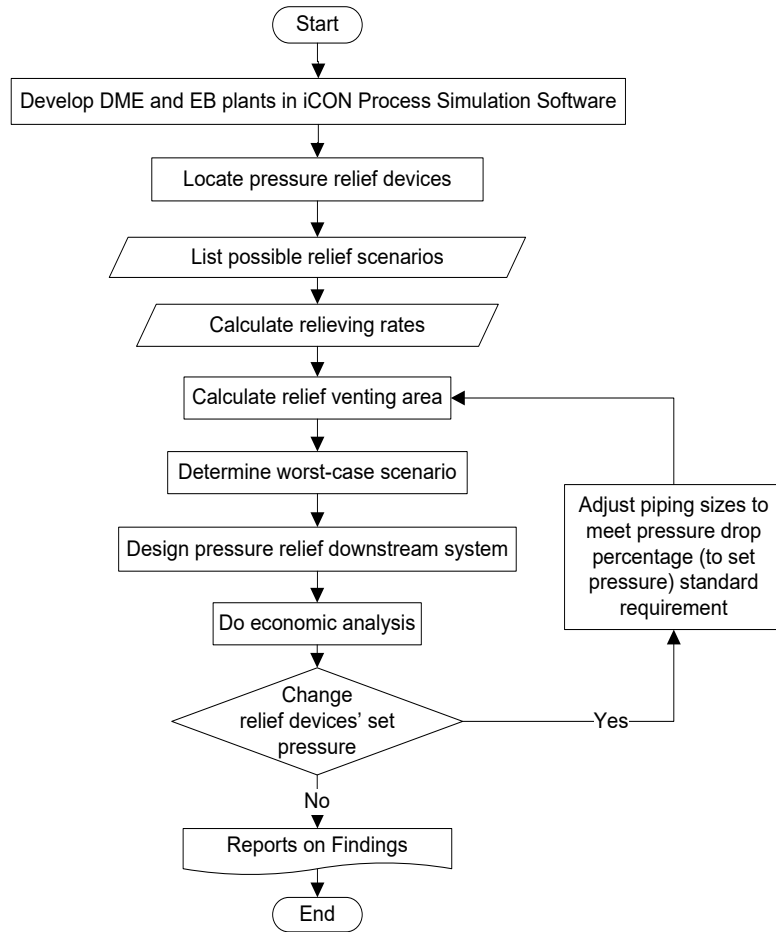 Start
Develop DME and EB plants in iCON Process Simulation Software
Locate pressure relief devices
List possible relief scenarios
Calculate relieving rates
Calculate relief venting area
Determine worst-case scenario
Design pressure relief downstream system
Do economic analysis
Change
relief devices’ set
pressure
Yes
Adjust piping sizes to
meet pressure drop
percentage (to set
pressure) standard
requirement
No
Reports on Findings
End